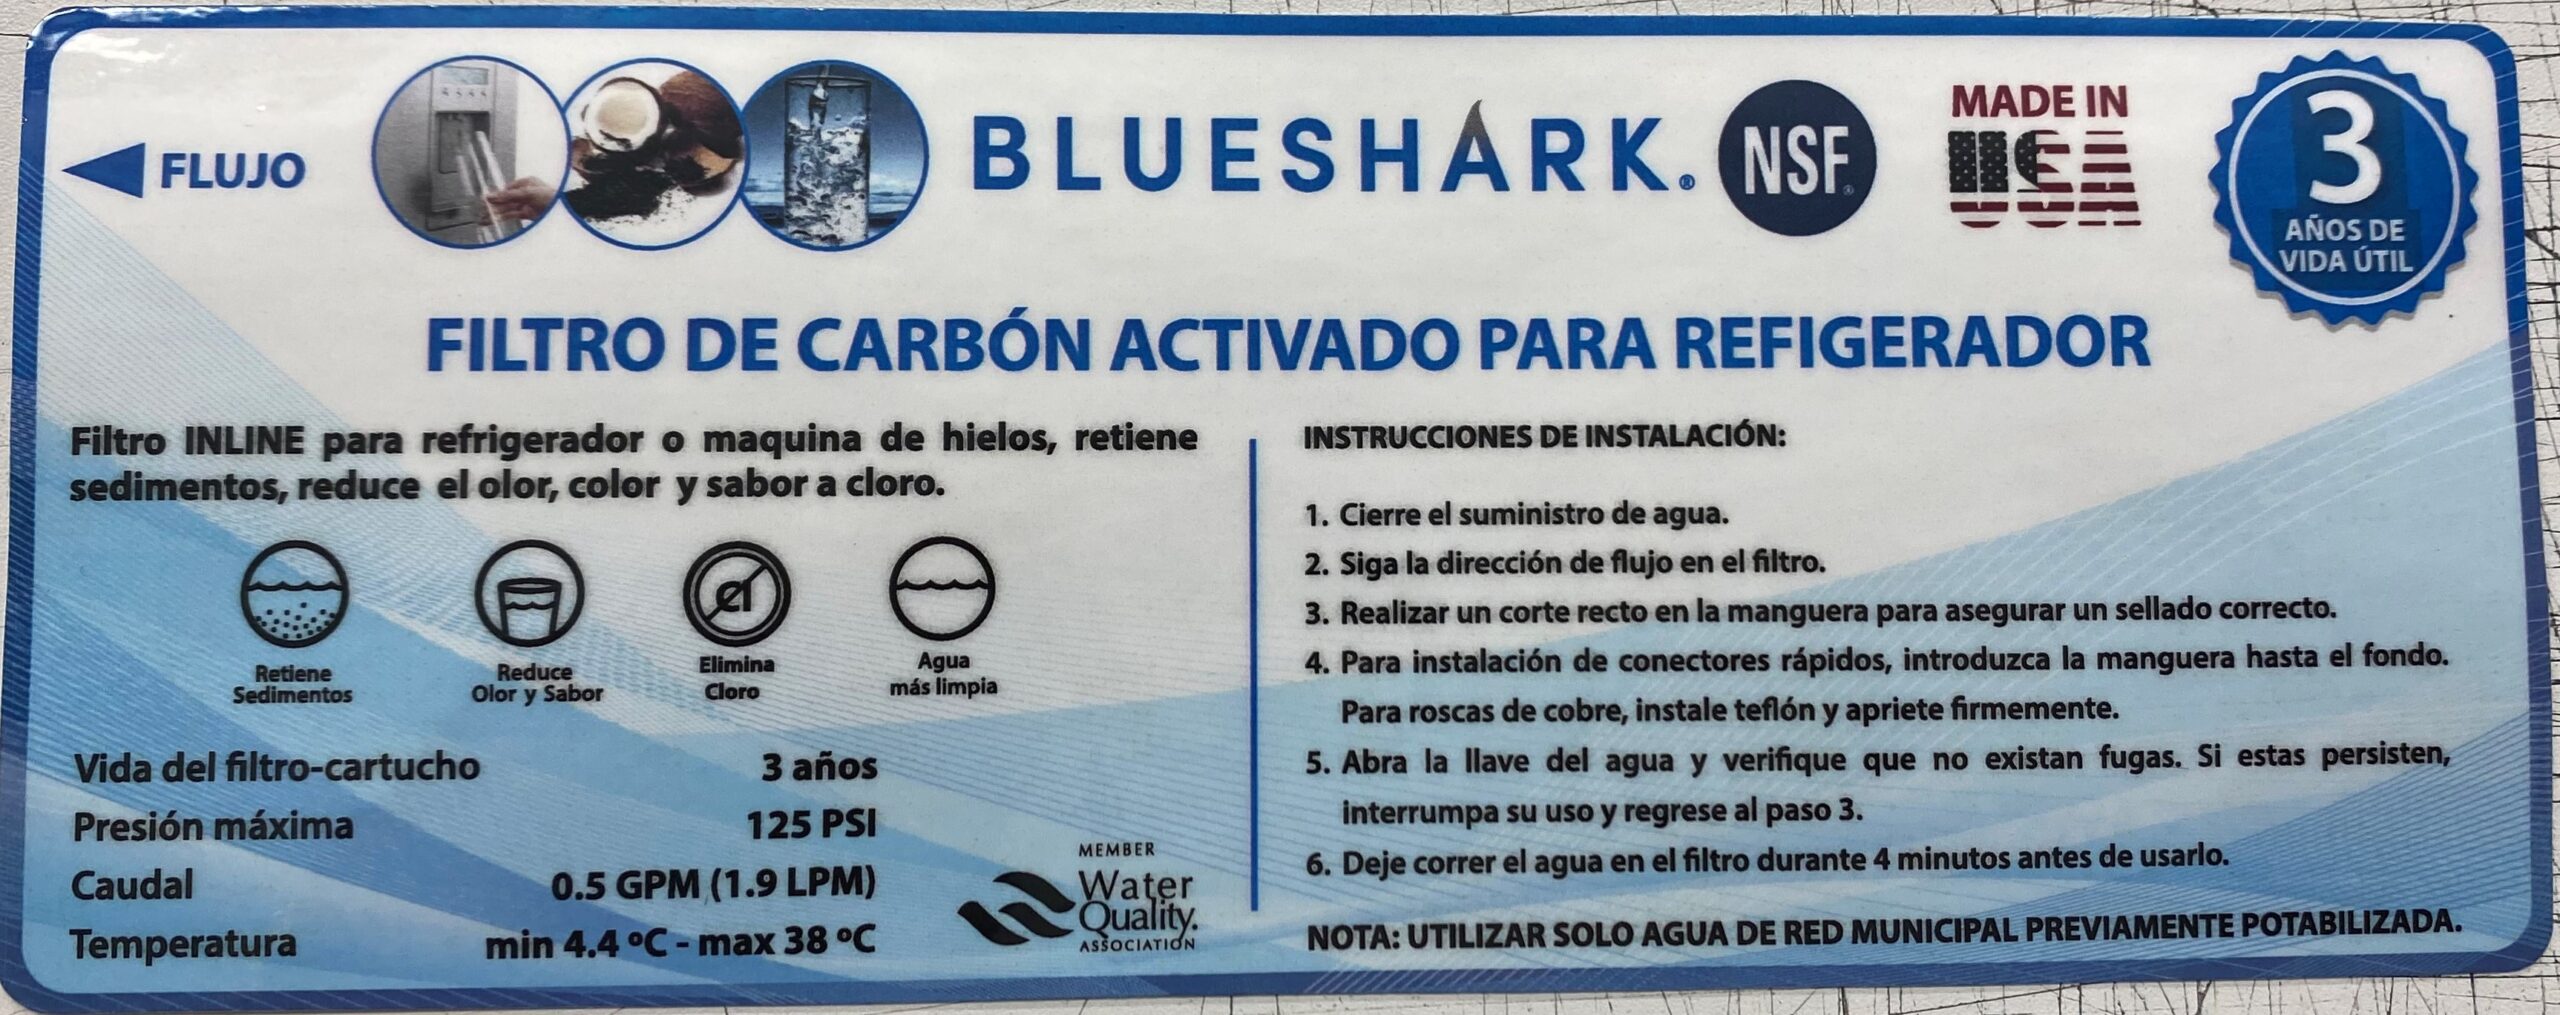 FLUJO
BLUESHARK®
NSF®
MADE IN
USA
3
AÑOS DE
VIDA ÚTIL
FILTRO DE CARBÓN ACTIVADO PARA REFIGERADOR
Filtro INLINE para refrigerador o maquina de hielos, retiene
sedimentos, reduce el olor, color y sabor a cloro.
Retiene
Sedimentos
Reduce
Olor y Sabor
Cl
Elimina
Cloro
Agua
más limpia
Vida del filtro-cartucho 3 años
Presión máxima 125 PSI
Caudal 0.5 GPM (1.9 LPM)
Temperatura min 4.4 ºC - max 38 ºC
MEMBER
Water
Quality.
ASSOCIATION
INSTRUCCIONES DE INSTALACIÓN:
1. Cierre el suministro de agua.
2. Siga la dirección de flujo en el filtro.
3. Realizar un corte recto en la manguera para asegurar un sellado correcto.
4. Para instalación de conectores rápidos, introduzca la manguera hasta el fondo.
Para roscas de cobre, instale teflón y apriete firmemente.
5. Abra la llave del agua y verifique que no existan fugas. Si estas persisten,
interrumpa su uso y regrese al paso 3.
6. Deje correr el agua en el filtro durante 4 minutos antes de usarlo.
NOTA: UTILIZAR SOLO AGUA DE RED MUNICIPAL PREVIAMENTE POTABILIZADA.